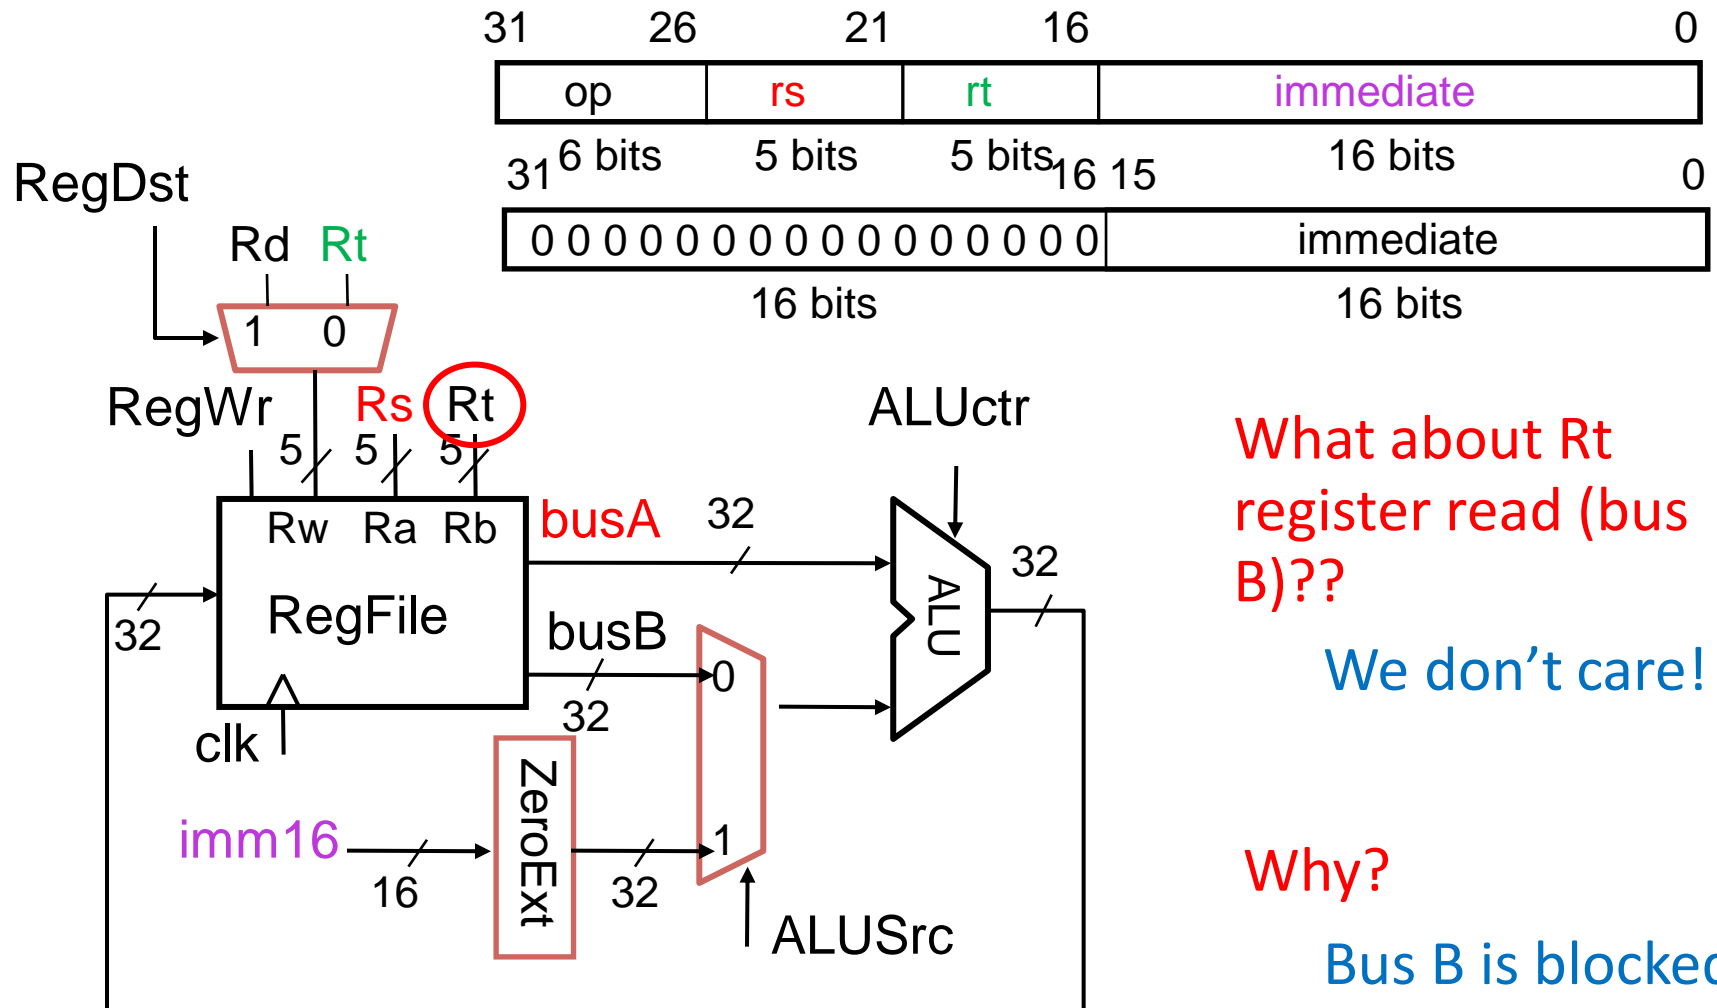 31 26 21 16 0
op rs rt immediate
6 bits 5 bits 5 bits 16 bits
31 16 15 0
0 0 0 0 0 0 0 0 0 0 0 0 0 0 0 0 immediate
16 bits 16 bits
RegDst
Rd Rt
1 0
RegWr Rs Rt
5 5 5
Rw Ra Rb
RegFile
32
clk
busA 32
busB
32
ALUctr
ALU
32
0
1
imm16
16
ZeroExt
32
ALUSrc
What about Rt
register read (bus
B)??
We don’t care!
Why?
Bus B is blocked